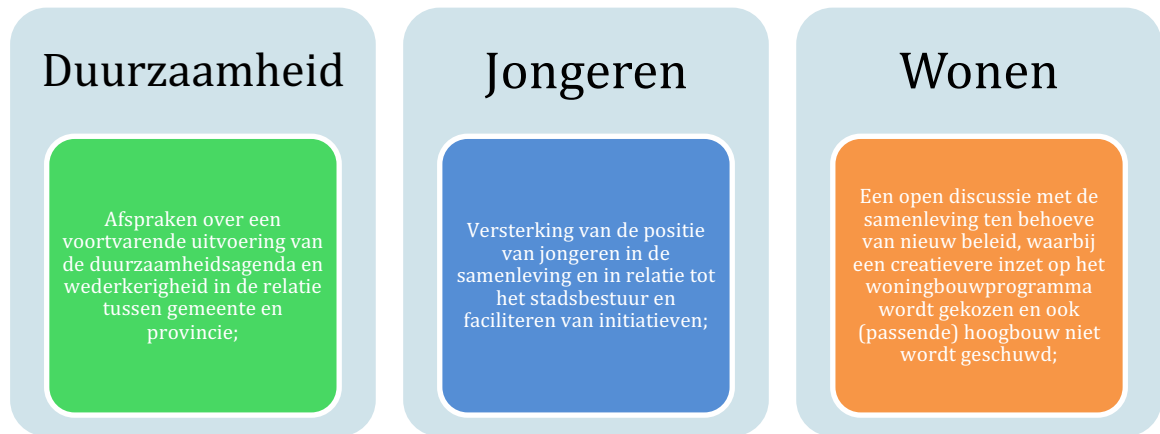 Duurzaamheid
Afspraken over een
voortvarende uitvoering van
de duurzaamheidsagenda en
wederkerigheid in de relatie
tussen gemeente en
provincie;
Jongeren
Versterking van de positie
van jongeren in de
samenleving en in relatie tot
het stadsbestuur en
faciliteren van initiatieven;
Wonen
Een open discussie met de
samenleving ten behoeve
van nieuw beleid, waarbij
een creatievere inzet op het
woningbouwprogramma
wordt gekozen en ook
(passende) hoogbouw niet
wordt geschuwd;